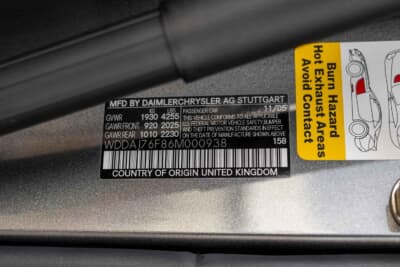 MFD BY DAIMLERCHRYSLER AG STUTTGART
KG LBS PASSENGER CAR 11/05
GVWR 1930 4255 THIS VEHICLE CONFORMS TO ALL APPLICABLE
GAWR FRONT 920 2025 U.S. FEDERAL MOTOR VEHICLE SAFETY BUMPER
GAWR REAR 1010 2230 AND THEFT PREVENTION STANDARDS IN EFFECT
ON THE DATE OF MANUFACTURE SHOWN ABOVE.
WDDAJ76F86M000938 158
COUNTRY OF ORIGIN UNITED KINGDOM
Burn Hazard
Hot Exhaust Areas
Avoid Contact